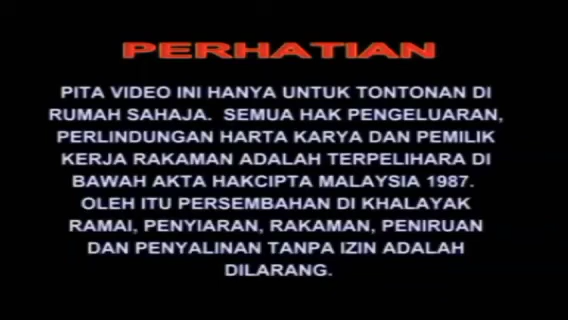 PERHATIAN
PITA VIDEO INI HANYA UNTUK TONTONAN DI
RUMAH SAHAJA. SEMUA HAK PENGELUARAN,
PERLINDUNGAN HARTA KARYA DAN PEMILIK
KERJA RAKAMAN ADALAH TERPELIHARA DI
BAWAH AKTA HAKCIPTA MALAYSIA 1987.
OLEH ITU PERSEMBAHAN DI KHALAYAK
RAMAI, PENYIARAN, RAKAMAN, PENIRUAN
DAN PENYALINAN TANPA IZIN ADALAH
DILARANG.